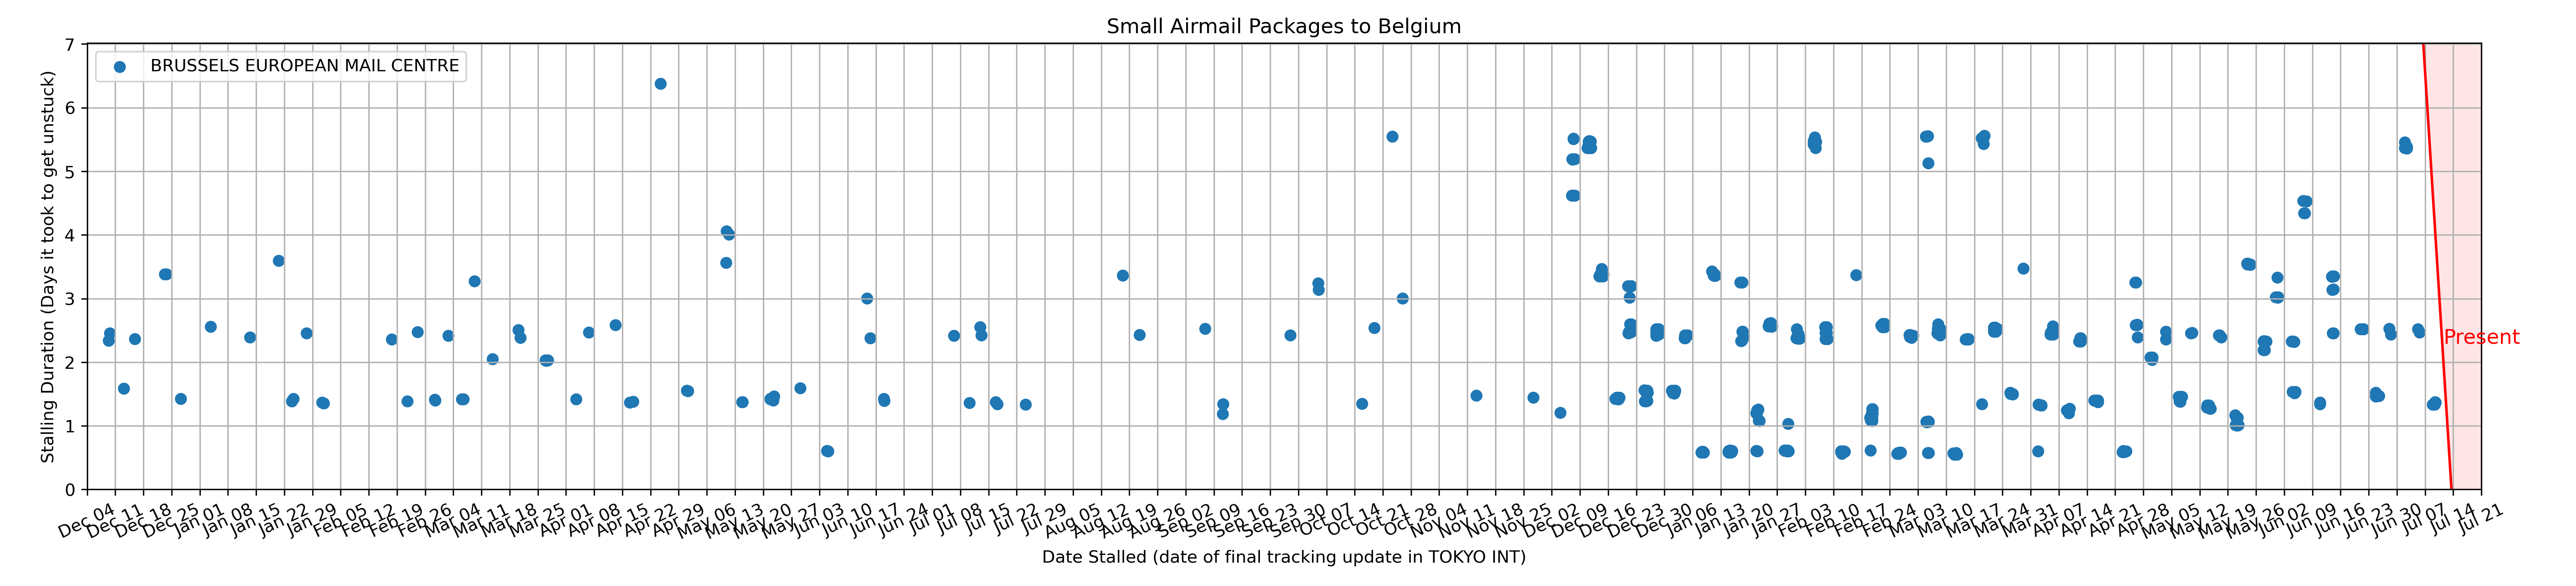 Small Airmail Packages to Belgium
BRUSSELS EUROPEAN MAIL CENTRE
Stalling Duration (Days it took to get unstuck)
7
6
5
4
3
2
1
0
Present
Dec 04 Dec 11 Dec 18 Dec 25 Jan 01 Jan 08 Jan 15 Jan 22 Jan 29 Feb 05 Feb 12 Feb 19 Feb 26 Mar 04 Mar 11 Mar 18 Mar 25 Apr 01 Apr 08 Apr 15 Apr 22 Apr 29 May 06 May 13 May 20 May 27 Jun 03 Jun 10 Jun 17 Jun 24 Jul 01 Jul 08 Jul 15 Jul 22 Jul 29 Aug 05 Aug 12 Aug 19 Aug 26 Sep 02 Sep 09 Sep 16 Sep 23 Sep 30 Oct 07 Oct 14 Oct 21 Oct 28 Nov 04 Nov 11 Nov 18 Nov 25 Dec 02 Dec 09 Dec 16 Dec 23 Dec 30 Jan 06 Jan 13 Jan 20 Jan 27 Feb 03 Feb 10 Feb 17 Feb 24 Mar 03 Mar 10 Mar 17 Mar 24 Mar 31 Apr 07 Apr 14 Apr 21 Apr 28 May 05 May 12 May 19 May 26 Jun 02 Jun 09 Jun 16 Jun 23 Jun 30 Jul 07 Jul 14 Jul 21
Date Stalled (date of final tracking update in TOKYO INT)